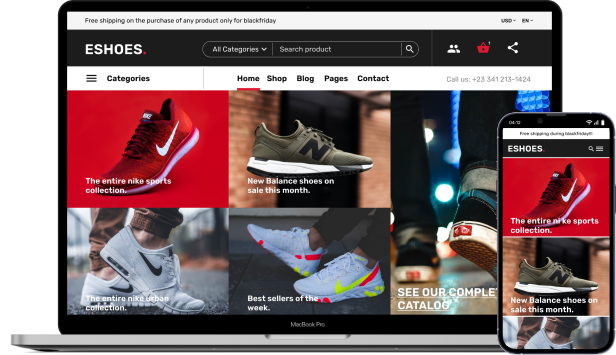 Free shipping on the purchase of any product only for blackfriday
USD EN
ESHOES.
All Categories
Search product
1
Categories
Home Shop Blog Pages Contact
Call us: +23 341 213-1424
The entire nike sports
collection.
New Balance shoes on
sale this month.
The entire nike urban
collection.
Best sellers of the
week.
SEE OUR COMPLET
CATALOG
VANS
MacBook Pro
04:12
Free shipping during blackfriday!!!
ESHOES.
The entire nike sports
collection.
New Balance shoes on
sale this month.